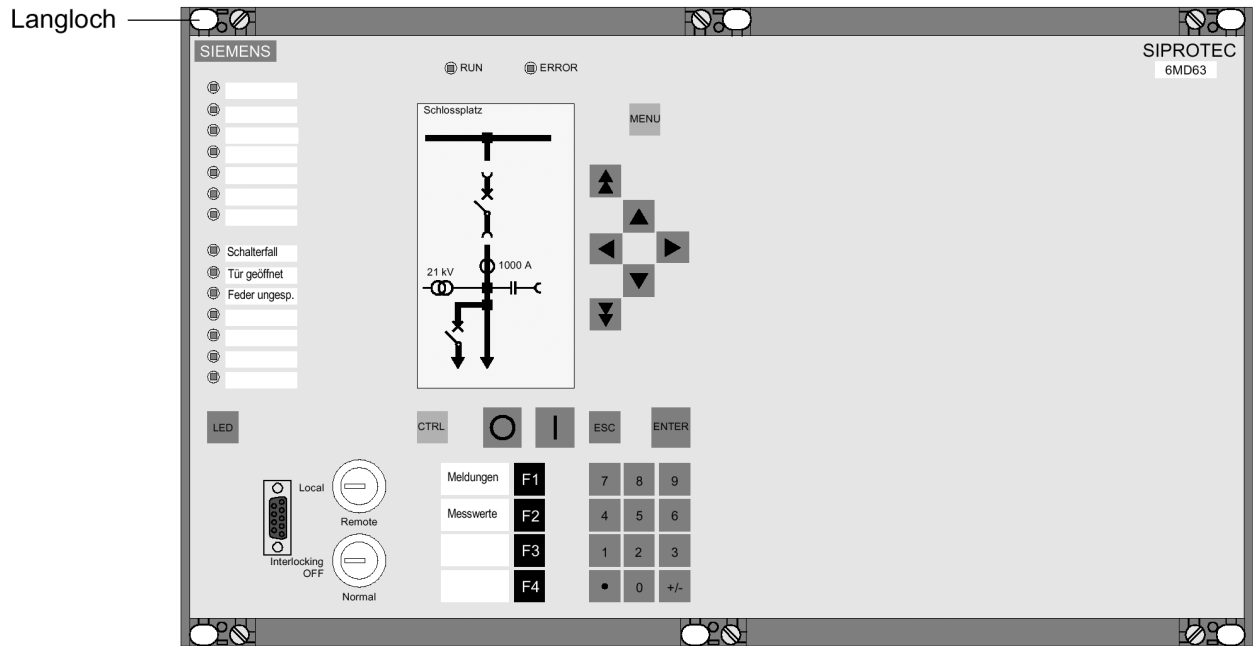 Langloch
SIEMENS
SIPROTEC
6MD63
RUN
ERROR
Schlossplatz
MENU
Schalterfall
Tür geöffnet
Feder ungesp.
21 kV
1000 A
LED
CTRL
ESC
ENTER
Local
Remote
Interlocking
OFF
Normal
Meldungen
F1
Messwerte
F2
F3
F4
7 8 9
4 5 6
1 2 3
• 0 +/-